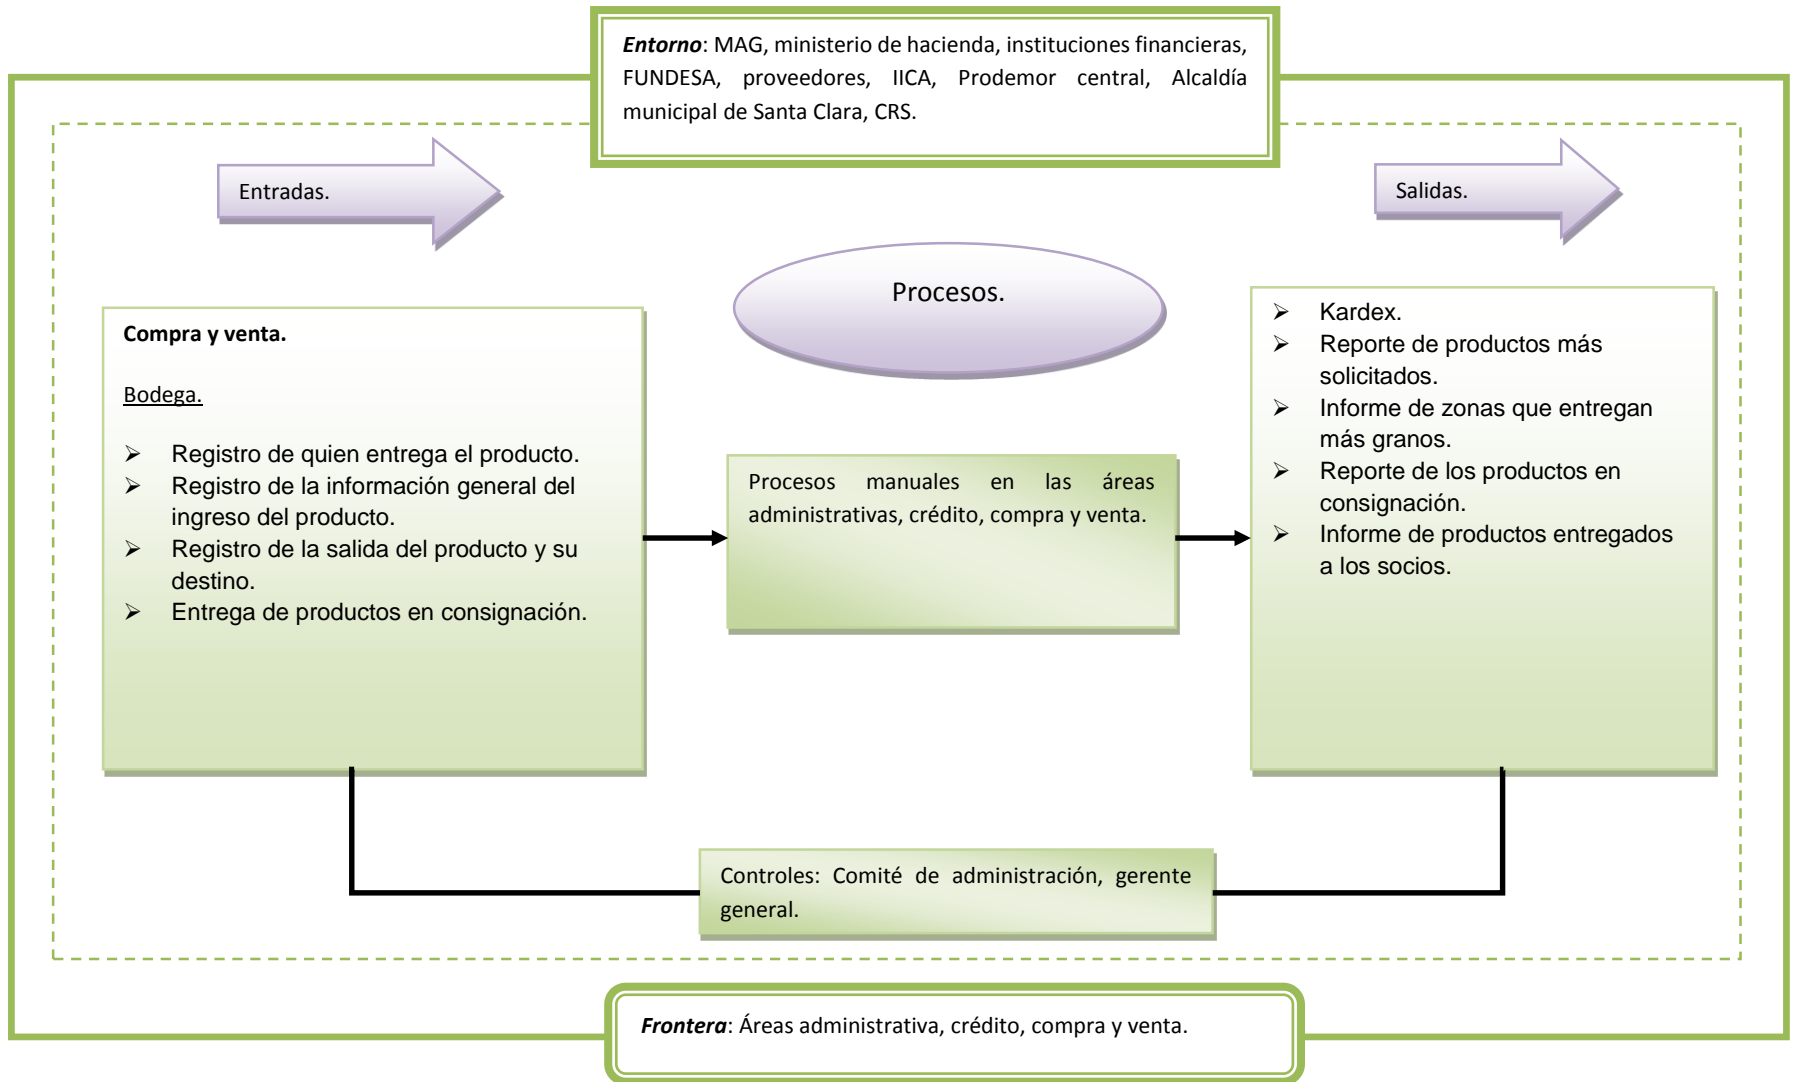 Entorno: MAG, ministerio de hacienda, instituciones financieras,
FUNDESA, proveedores, IICA, Prodemor central, Alcaldía
municipal de Santa Clara, CRS.
Entradas.
Salidas.
Procesos.
Compra y venta.
Bodega.
➢ Registro de quien entrega el producto.
➢ Registro de la información general del
ingreso del producto.
➢ Registro de la salida del producto y su
destino.
➢ Entrega de productos en consignación.
Procesos manuales en las áreas
administrativas, crédito, compra y venta.
➢ Kardex.
➢ Reporte de productos más
solicitados.
➢ Informe de zonas que entregan
más granos.
➢ Reporte de los productos en
consignación.
➢ Informe de productos entregados
a los socios.
Controles: Comité de administración, gerente
general.
Frontera: Áreas administrativa, crédito, compra y venta.